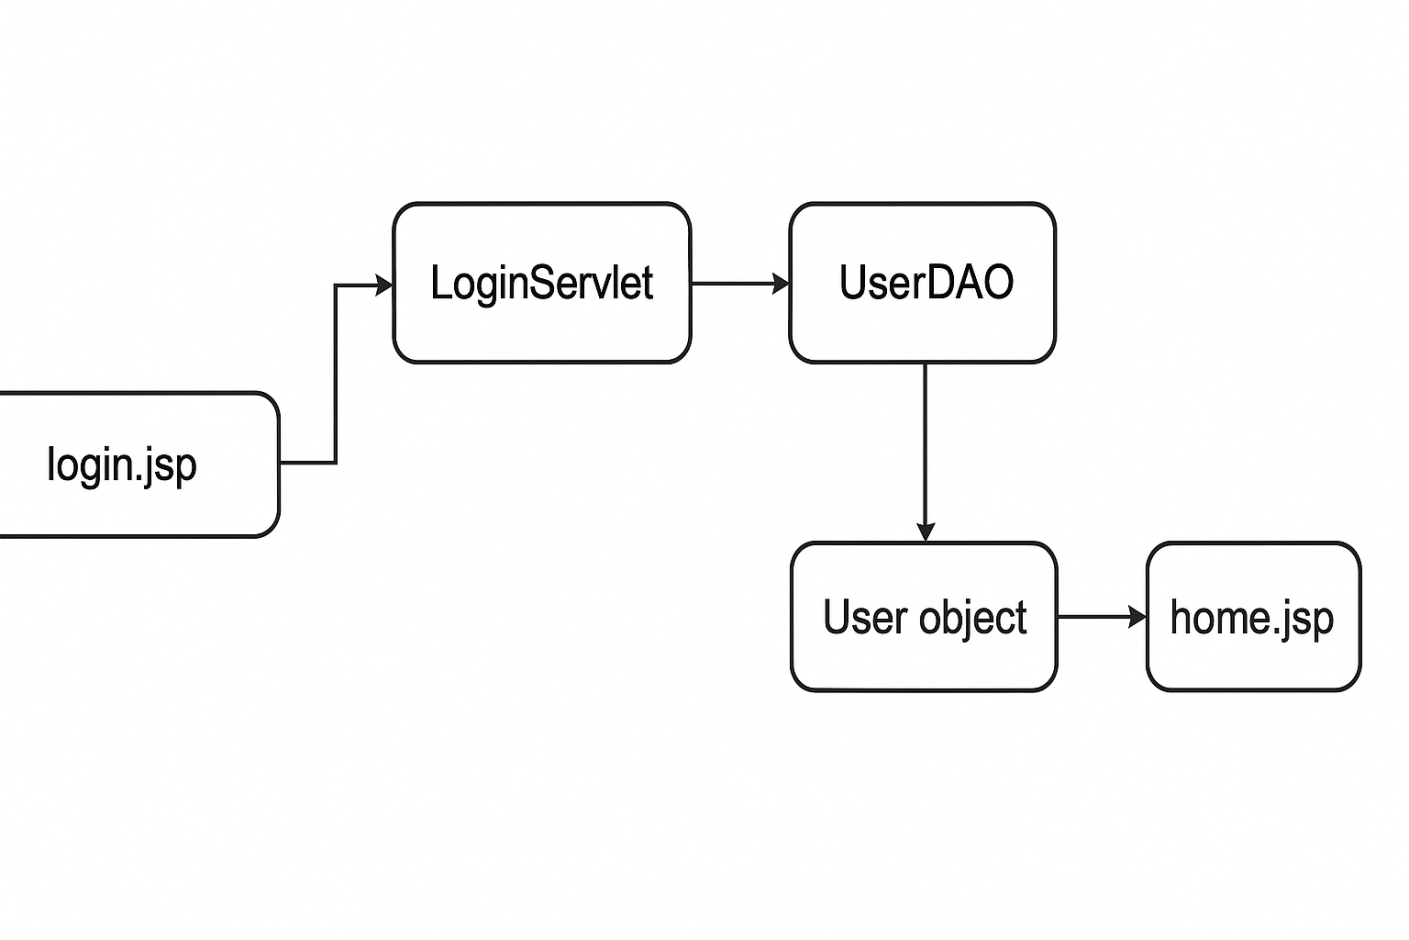 LoginServlet
UserDAO
login.jsp
User object
home.jsp